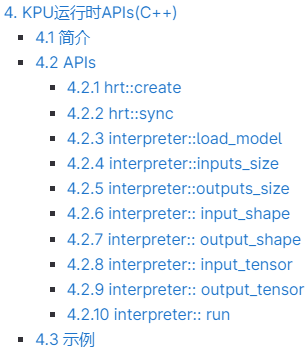 4. KPU运行时APIs(C++)
4.1 简介
4.2 APIs
4.2.1 hrt::create
4.2.2 hrt::sync
4.2.3 interpreter::load_model
4.2.4 interpreter::inputs_size
4.2.5 interpreter::outputs_size
4.2.6 interpreter:: input_shape
4.2.7 interpreter:: output_shape
4.2.8 interpreter:: input_tensor
4.2.9 interpreter:: output_tensor
4.2.10 interpreter:: run
4.3 示例